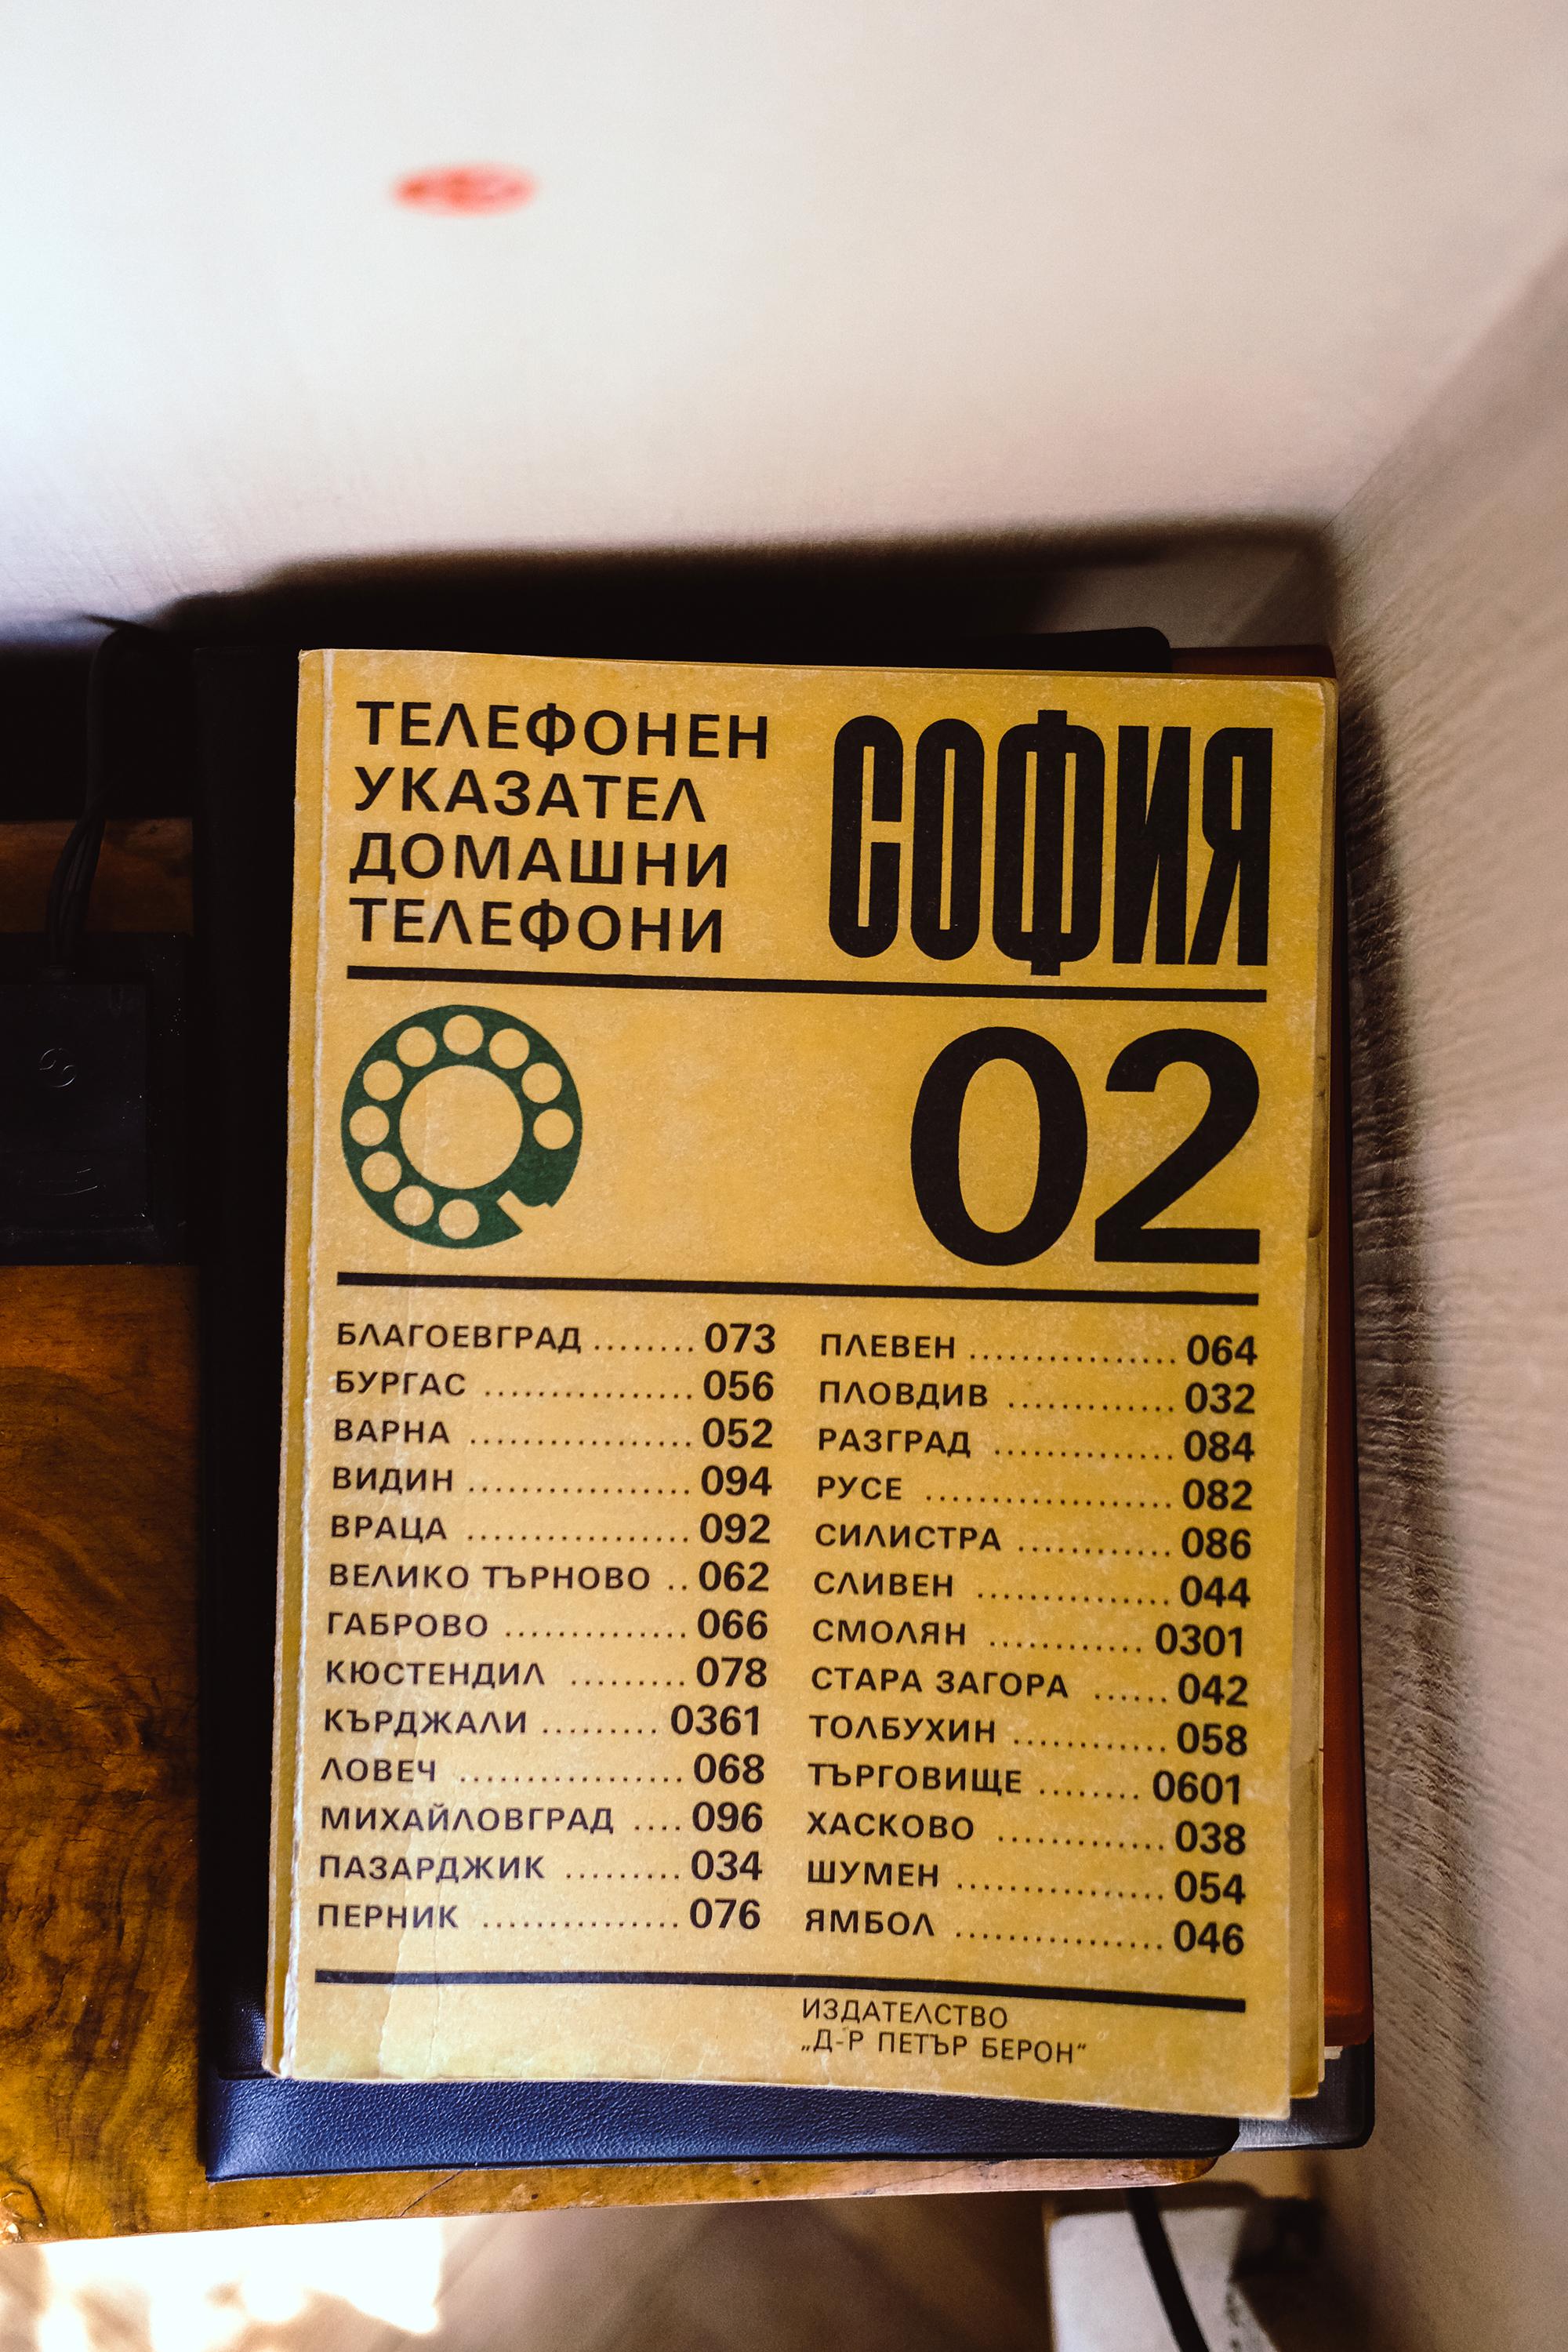 ТЕЛЕФОНЕН
УКАЗАТЕЛ
ДОМАШНИ
ТЕЛЕФОНИ
СОФИЯ
02
БЛАГОЕВГРАД ........ 073
БУРГАС ................ 056
ВАРНА ................. 052
ВИДИН ................. 094
ВРАЦА ................. 092
ВЕЛИКО ТЪРНОВО .. 062
ГАБРОВО .............. 066
КЮСТЕНДИЛ ......... 078
КЪРДЖАЛИ ......... 0361
ЛОВЕЧ ................. 068
МИХАЙЛОВГРАД .... 096
ПАЗАРДЖИК ......... 034
ПЕРНИК ............... 076
ПЛЕВЕН ................ 064
ПЛОВДИВ ............. 032
РАЗГРАД .............. 084
РУСЕ ................... 082
СИЛИСТРА ............ 086
СЛИВЕН ............... 044
СМОЛЯН ............ 0301
СТАРА ЗАГОРА ...... 042
ТОЛБУХИН ............ 058
ТЪРГОВИЩЕ ........ 0601
ХАСКОВО ............. 038
ШУМЕН ................ 054
ЯМБОЛ ................ 046
ИЗДАТЕЛСТВО
„Д-Р ПЕТЪР БЕРОН“